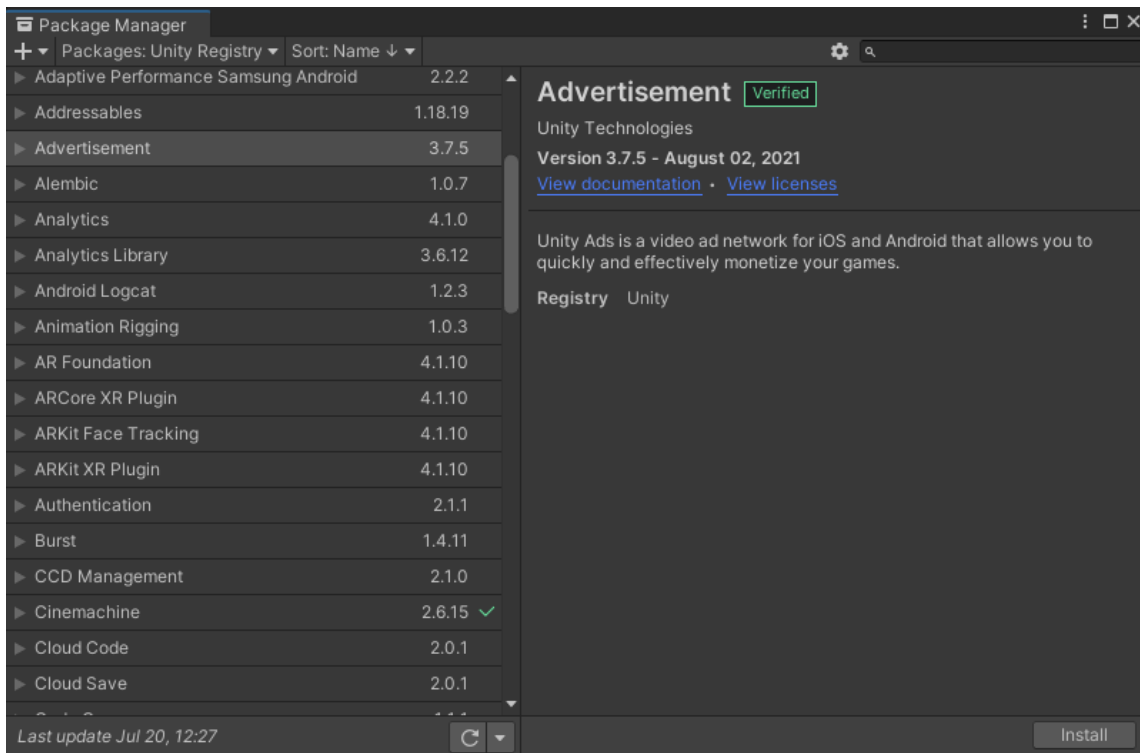 Package Manager
Packages: Unity Registry Sort: Name ↓
Adaptive Performance Samsung Android 2.2.2
Addressables 1.18.19
Advertisement 3.7.5
Alembic 1.0.7
Analytics 4.1.0
Analytics Library 3.6.12
Android Logcat 1.2.3
Animation Rigging 1.0.3
AR Foundation 4.1.10
ARCore XR Plugin 4.1.10
ARKit Face Tracking 4.1.10
ARKit XR Plugin 4.1.10
Authentication 2.1.1
Burst 1.4.11
CCD Management 2.1.0
Cinemachine 2.6.15
Cloud Code 2.0.1
Cloud Save 2.0.1
Last update Jul 20, 12:27
Advertisement Verified
Unity Technologies
Version 3.7.5 - August 02, 2021
View documentation • View licenses
Unity Ads is a video ad network for iOS and Android that allows you to
quickly and effectively monetize your games.
Registry Unity
Install